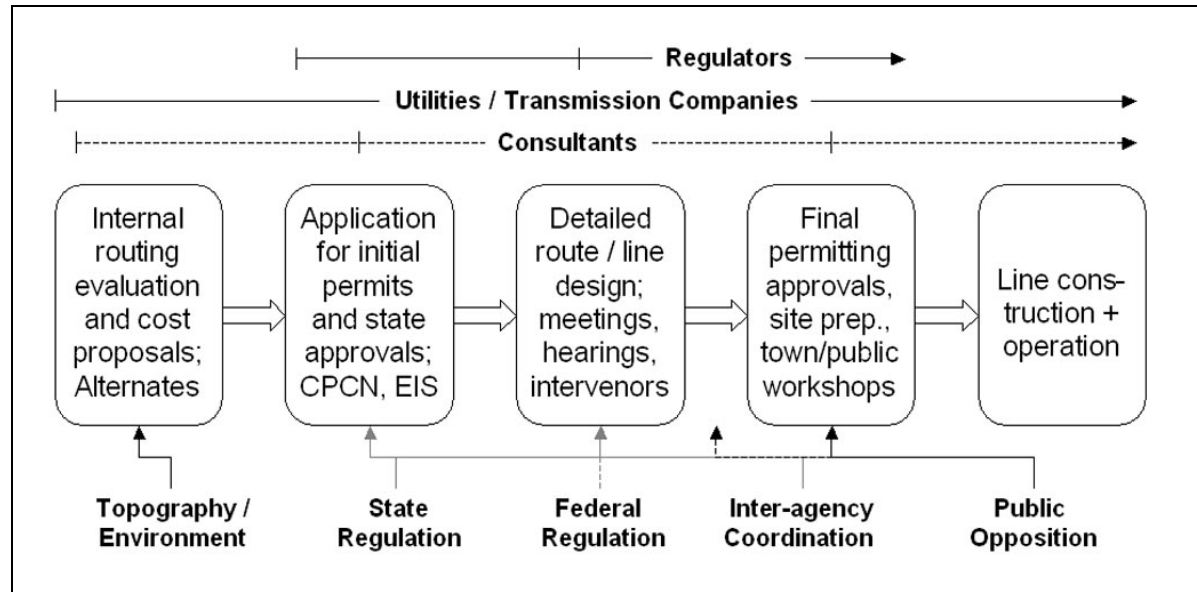 Regulators
Utilities / Transmission Companies
Consultants
Internal
routing
evaluation
and cost
proposals;
Alternates
Application
for initial
permits
and state
approvals;
CPCN, EIS
Detailed
route / line
design;
meetings,
hearings,
intervenors
Final
permitting
approvals,
site prep.,
town/public
workshops
Line cons-
truction +
operation
Topography /
Environment
State
Regulation
Federal
Regulation
Inter-agency
Coordination
Public
Opposition